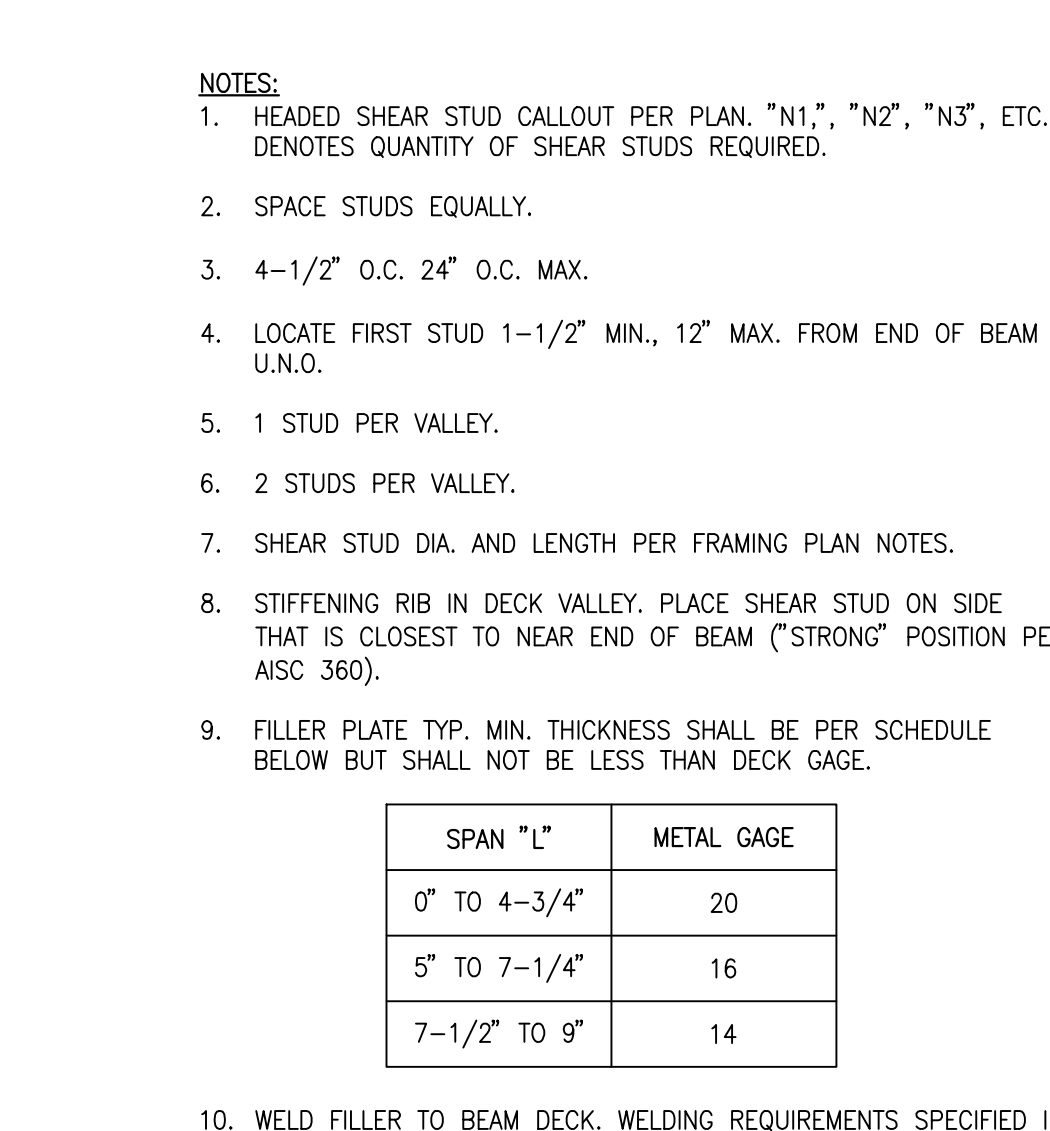 NOTES:
1. HEADED SHEAR STUD CALLOUT PER PLAN. "N1,", "N2", "N3", ETC.
DENOTES QUANTITY OF SHEAR STUDS REQUIRED.
2. SPACE STUDS EQUALLY.
3. 4-1/2" O.C. 24" O.C. MAX.
4. LOCATE FIRST STUD 1-1/2" MIN., 12" MAX. FROM END OF BEAM
U.N.O.
5. 1 STUD PER VALLEY.
6. 2 STUDS PER VALLEY.
7. SHEAR STUD DIA. AND LENGTH PER FRAMING PLAN NOTES.
8. STIFFENING RIB IN DECK VALLEY. PLACE SHEAR STUD ON SIDE
THAT IS CLOSEST TO NEAR END OF BEAM ("STRONG" POSITION
AISC 360).
9. FILLER PLATE TYP. MIN. THICKNESS SHALL BE PER SCHEDULE
BELOW BUT SHALL NOT BE LESS THAN DECK GAGE.
SPAN "L" METAL GAGE
0" TO 4-3/4" 20
5" TO 7-1/4" 16
7-1/2" TO 9" 14
10. WELD FILLER TO BEAM DECK. WELDING REQUIREMENTS SPECIFIED